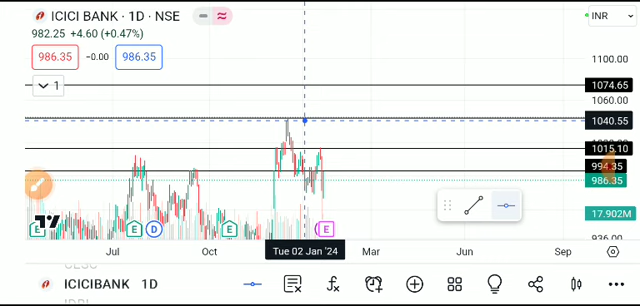 ICICI BANK · 1D · NSE
INR
982.25 +4.60 (+0.47%)
986.35 −0.00 986.35
1
1100.00
1074.65
1060.00
1040.55
1015.10
994.35
986.35
17.902M
936.00
E E D E E
Tue 02 Jan '24
Jul Oct Mar Jun Sep
ICICIBANK 1D